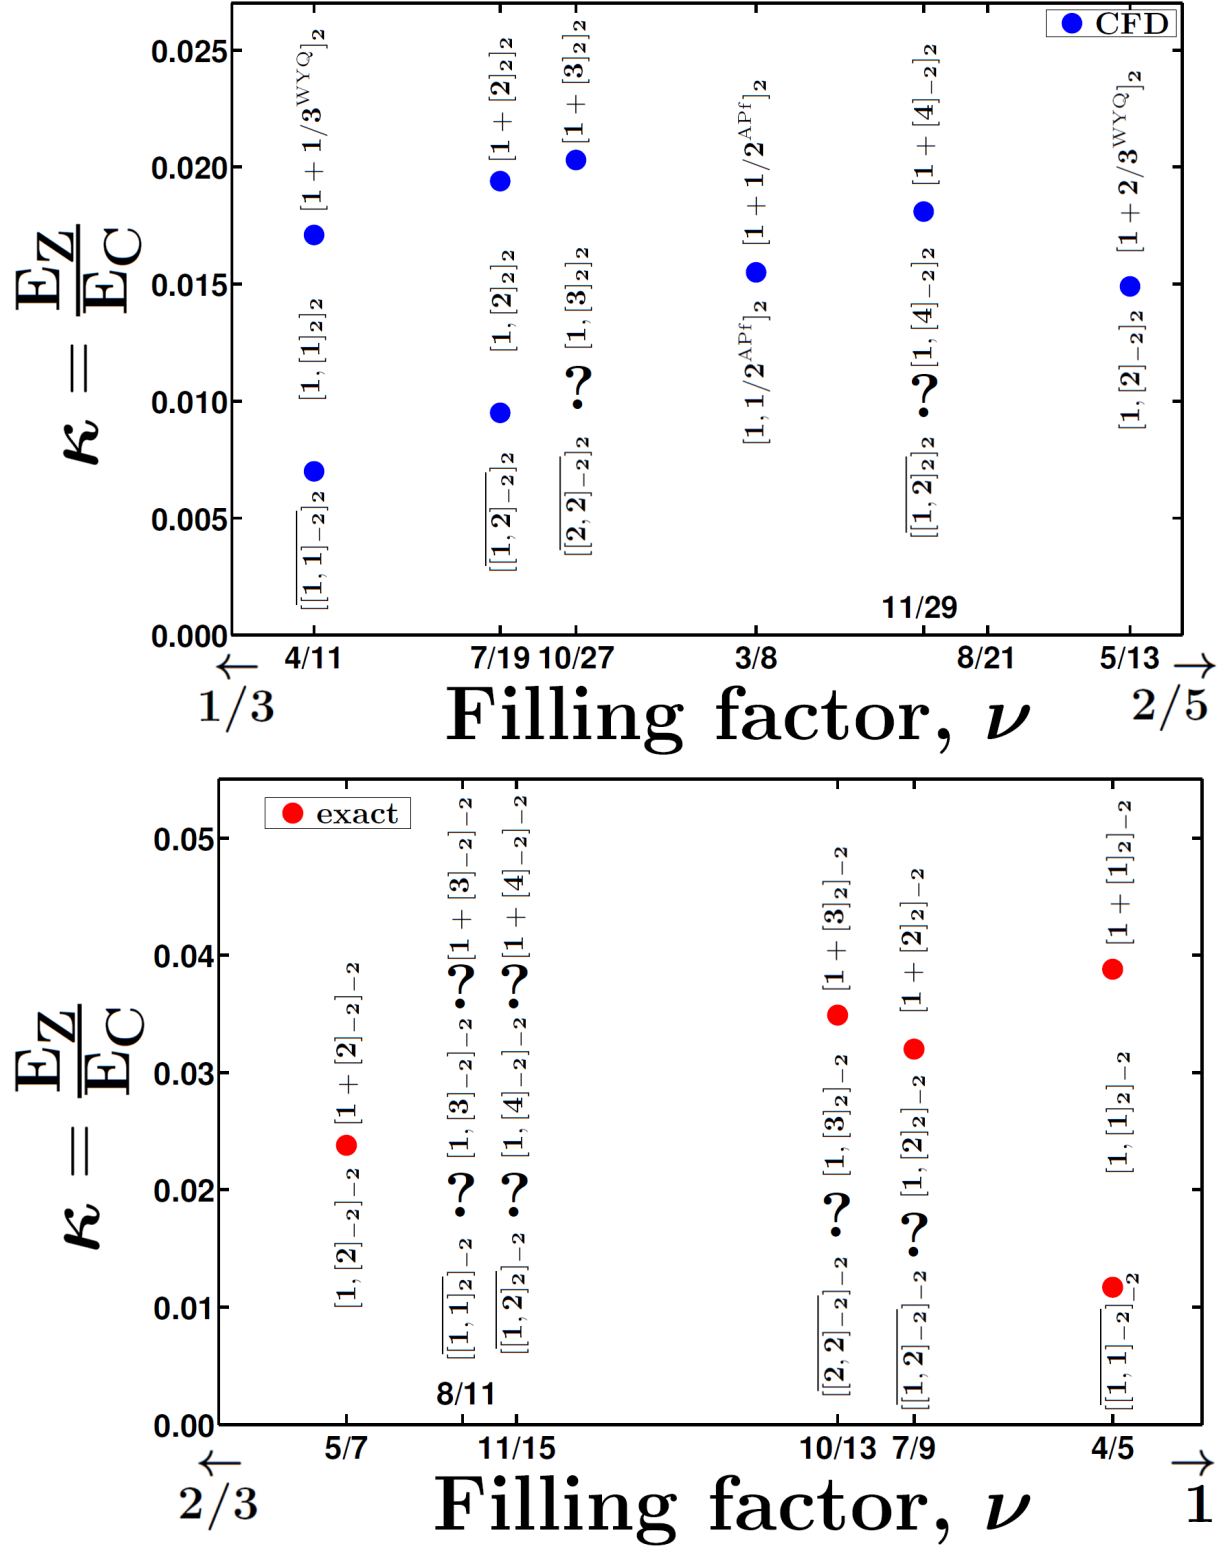 CFD
0.025
0.020
0.015
0.010
0.005
0.000
κ ≡ E_Z/E_C
[1 + 1/3^WYQ]_2
[1, [1]_2]_2
[\overline{[1, 1]_{-2}}]_2
[1 + [2]_2]_2
[1, [2]_2]_2
[\overline{[1, 2]_{-2}}]_2
[1 + [3]_2]_2
[1, [3]_2]_2
?
[\overline{[2, 2]_{-2}}]_2
[1 + 1/2^APf]_2
[1, 1/2^APf]_2
[1 + [4]_{-2}]_2
[1, [4]_{-2}]_2
?
[\overline{[1, 2]_2}]_2
11/29
[1 + 2/3^WYQ]_2
[1, [2]_{-2}]_2
4/11 7/19 10/27 3/8 8/21 5/13
← 1/3
Filling factor, ν
→ 2/5
exact
0.05
0.04
0.03
0.02
0.01
0.00
κ ≡ E_Z/E_C
[1 + [2]_{-2}]_{-2}
[1, [2]_{-2}]_{-2}
[1 + [3]_{-2}]_{-2}
?
[1, [3]_{-2}]_{-2}
?
[\overline{[1, 1]_2}]_{-2}
8/11
[1 + [4]_{-2}]_{-2}
?
[1, [4]_{-2}]_{-2}
?
[\overline{[1, 2]_2}]_{-2}
[1 + [3]_2]_{-2}
[1, [3]_2]_{-2}
?
[\overline{[2, 2]_{-2}}]_{-2}
[1 + [2]_2]_{-2}
[1, [2]_2]_{-2}
?
[\overline{[1, 2]_{-2}}]_{-2}
[1 + [1]_2]_{-2}
[1, [1]_2]_{-2}
[\overline{[1, 1]_{-2}}]_{-2}
5/7 11/15 10/13 7/9 4/5
← 2/3
Filling factor, ν
→ 1